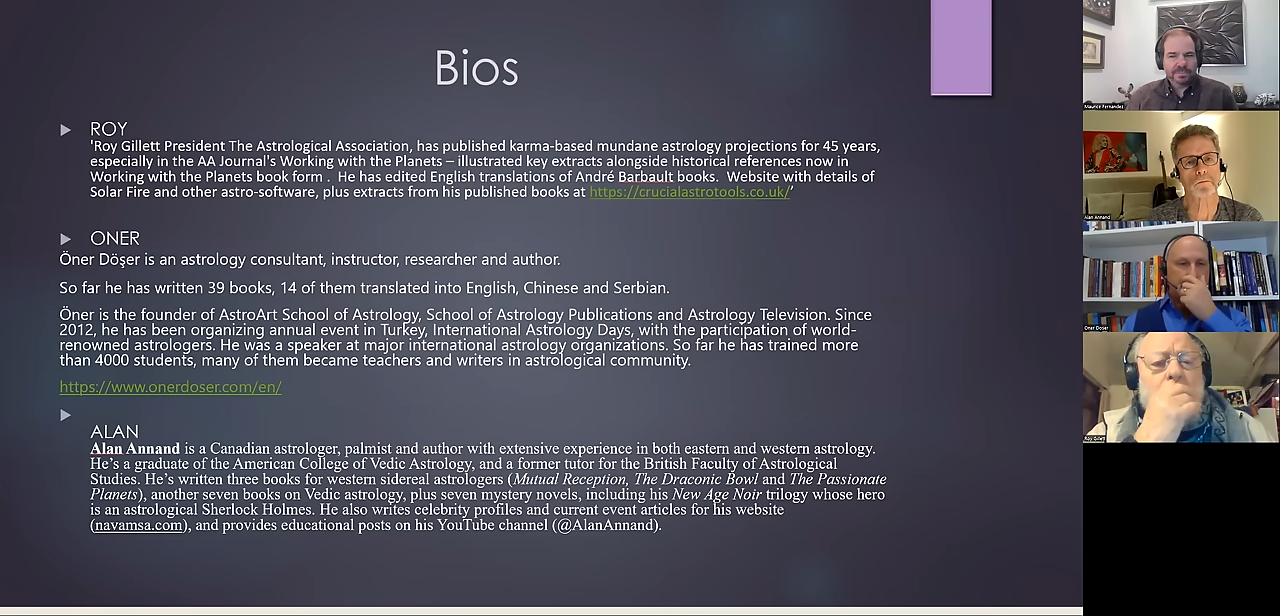 Bios
ROY
'Roy Gillett President The Astrological Association, has published karma-based mundane astrology projections for 45 years,
especially in the AA Journal's Working with the Planets – illustrated key extracts alongside historical references now in
Working with the Planets book form . He has edited English translations of André Barbault books. Website with details of
Solar Fire and other astro-software, plus extracts from his published books at https://crucialastrotools.co.uk/'
ONER
Öner Döşer is an astrology consultant, instructor, researcher and author.
So far he has written 39 books, 14 of them translated into English, Chinese and Serbian.
Öner is the founder of AstroArt School of Astrology, School of Astrology Publications and Astrology Television. Since
2012, he has been organizing annual event in Turkey, International Astrology Days, with the participation of world-
renowned astrologers. He was a speaker at major international astrology organizations. So far he has trained more
than 4000 students, many of them became teachers and writers in astrological community.
https://www.onerdoser.com/en/
ALAN
Alan Annand is a Canadian astrologer, palmist and author with extensive experience in both eastern and western astrology.
He's a graduate of the American College of Vedic Astrology, and a former tutor for the British Faculty of Astrological
Studies. He's written three books for western sidereal astrologers (Mutual Reception, The Draconic Bowl and The Passionate
Planets), another seven books on Vedic astrology, plus seven mystery novels, including his New Age Noir trilogy whose hero
is an astrological Sherlock Holmes. He also writes celebrity profiles and current event articles for his website
(navamsa.com), and provides educational posts on his YouTube channel (@AlanAnnand).
Maurice Fernandez
Alan Annand
Oner Doser
Roy Gillett